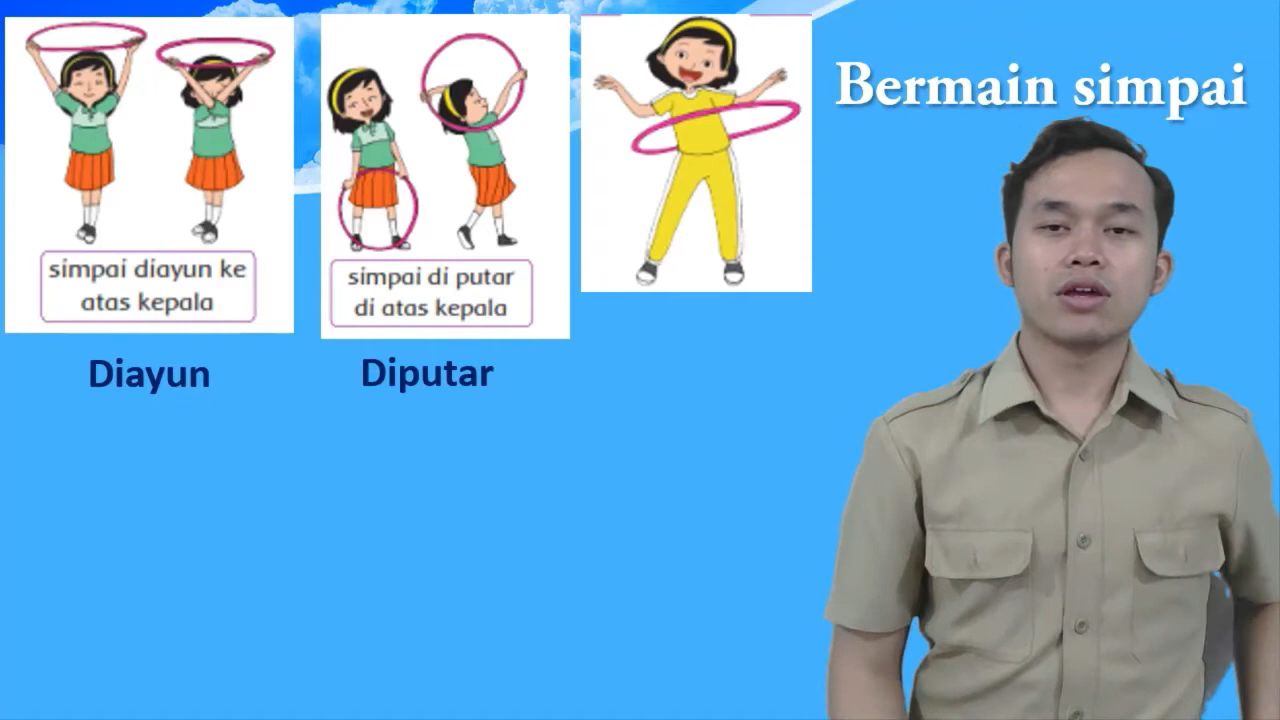 Bermain simpai
simpai diayun ke
atas kepala
simpai di putar
di atas kepala
Diayun
Diputar